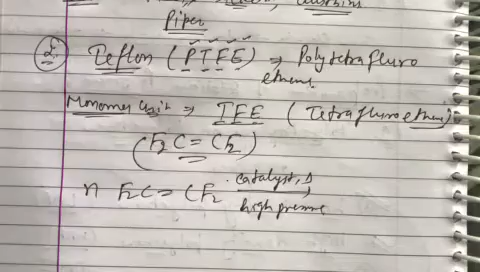 Pipes
② Teflon (PTFE) ⇒ Polytetrafluro
ethene
Monomer Unit ⇒ TFE (Tetrafluroethene)
(F₂C = CF₂)
n F₂C = CF₂ catalyst, Δ
high pressure